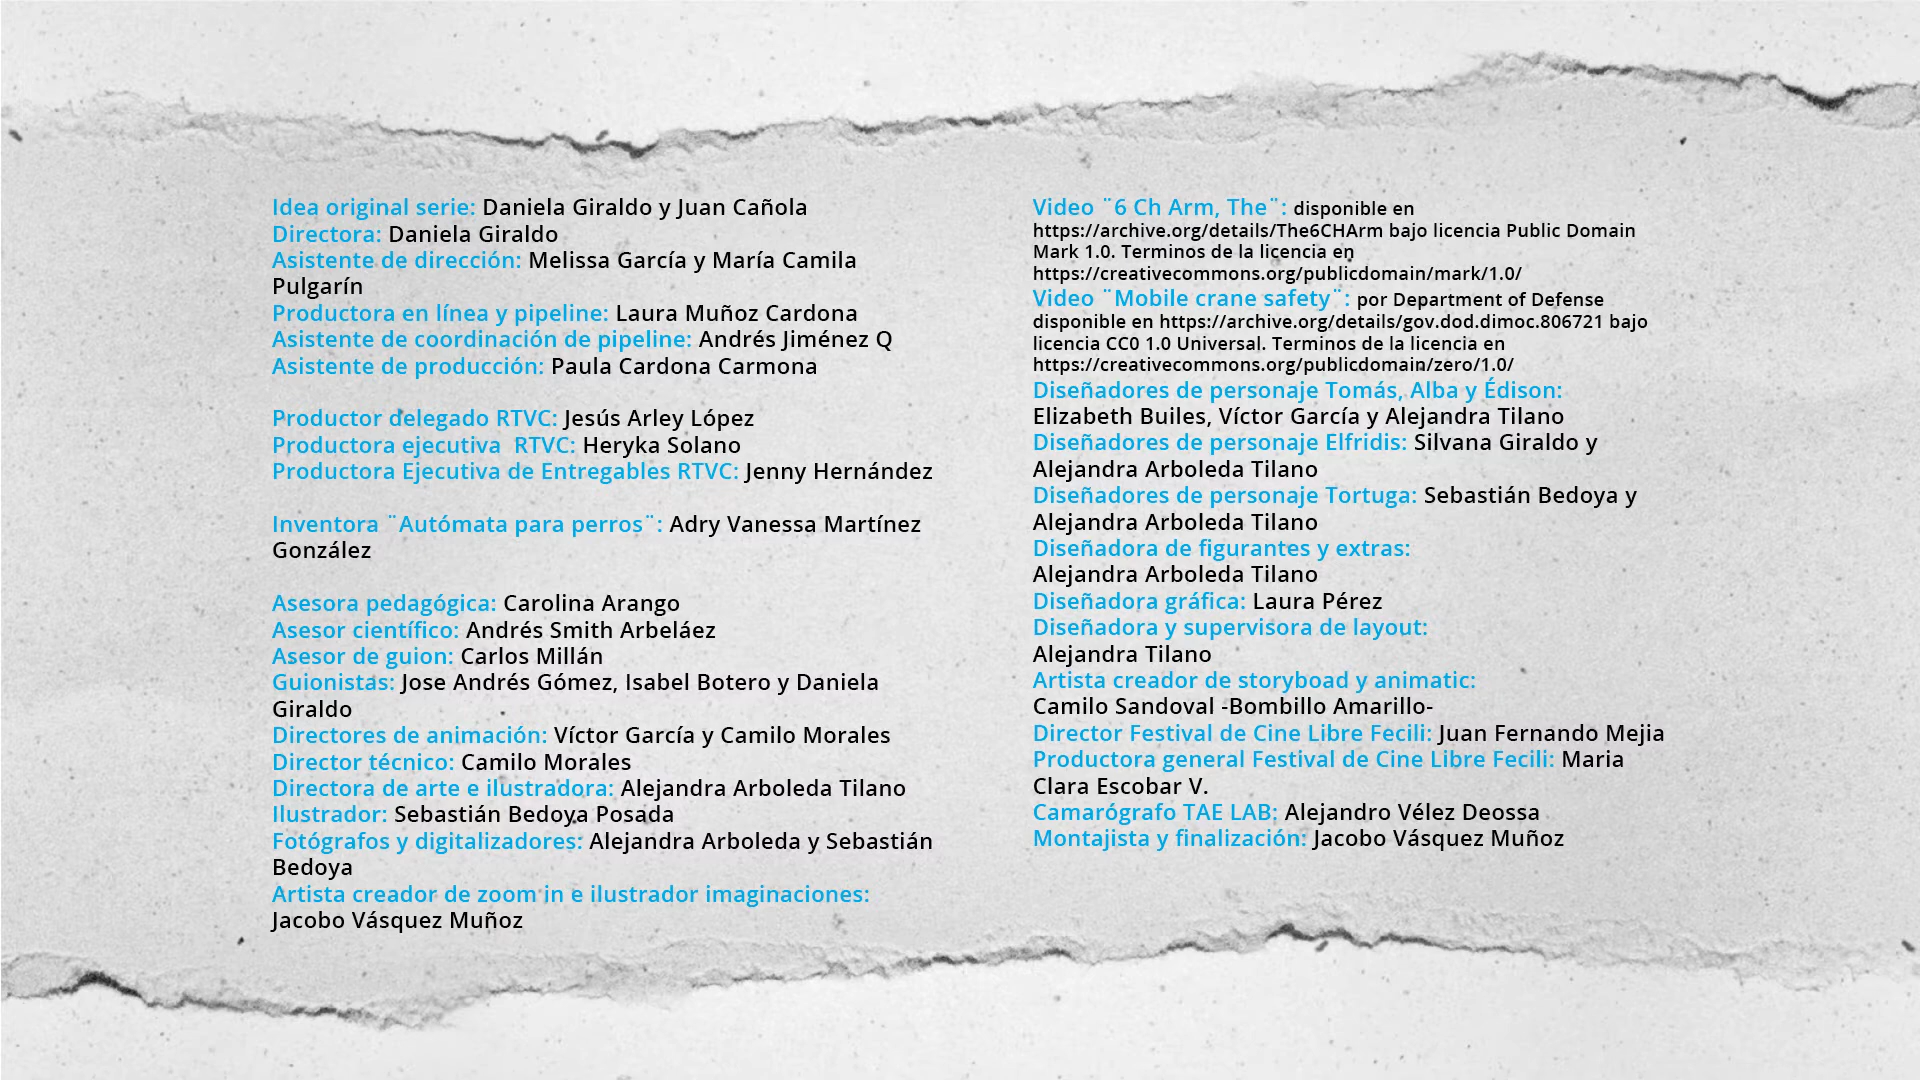 Idea original serie: Daniela Giraldo y Juan Cañola
Directora: Daniela Giraldo
Asistente de dirección: Melissa García y María Camila
Pulgarín
Productora en línea y pipeline: Laura Muñoz Cardona
Asistente de coordinación de pipeline: Andrés Jiménez Q
Asistente de producción: Paula Cardona Carmona
Productor delegado RTVC: Jesús Arley López
Productora ejecutiva  RTVC: Heryka Solano
Productora Ejecutiva de Entregables RTVC: Jenny Hernández
Inventora ¨Autómata para perros¨: Adry Vanessa Martínez
González
Asesora pedagógica: Carolina Arango
Asesor científico: Andrés Smith Arbeláez
Asesor de guion: Carlos Millán
Guionistas: Jose Andrés Gómez, Isabel Botero y Daniela
Giraldo
Directores de animación: Víctor García y Camilo Morales
Director técnico: Camilo Morales
Directora de arte e ilustradora: Alejandra Arboleda Tilano
Ilustrador: Sebastián Bedoya Posada
Fotógrafos y digitalizadores: Alejandra Arboleda y Sebastián
Bedoya
Artista creador de zoom in e ilustrador imaginaciones:
Jacobo Vásquez Muñoz
Video ¨6 Ch Arm, The¨: disponible en
https://archive.org/details/The6CHArm bajo licencia Public Domain
Mark 1.0. Terminos de la licencia en
https://creativecommons.org/publicdomain/mark/1.0/
Video ¨Mobile crane safety¨: por Department of Defense
disponible en https://archive.org/details/gov.dod.dimoc.806721 bajo
licencia CC0 1.0 Universal. Terminos de la licencia en
https://creativecommons.org/publicdomain/zero/1.0/
Diseñadores de personaje Tomás, Alba y Édison:
Elizabeth Builes, Víctor García y Alejandra Tilano
Diseñadores de personaje Elfridis: Silvana Giraldo y
Alejandra Arboleda Tilano
Diseñadores de personaje Tortuga: Sebastián Bedoya y
Alejandra Arboleda Tilano
Diseñadora de figurantes y extras:
Alejandra Arboleda Tilano
Diseñadora gráfica: Laura Pérez
Diseñadora y supervisora de layout:
Alejandra Tilano
Artista creador de storyboad y animatic:
Camilo Sandoval -Bombillo Amarillo-
Director Festival de Cine Libre Fecili: Juan Fernando Mejia
Productora general Festival de Cine Libre Fecili: Maria
Clara Escobar V.
Camarógrafo TAE LAB: Alejandro Vélez Deossa
Montajista y finalización: Jacobo Vásquez Muñoz